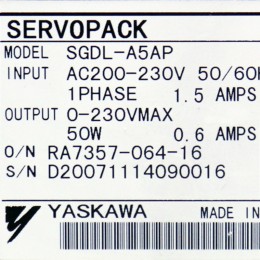 SERVOPACK
MODEL SGDL-A5AP
INPUT AC200-230V 50/60
1PHASE 1.5 AMPS
OUTPUT 0-230VMAX
50W 0.6 AMPS
O/N RA7357-064-16
S/N D20071114090016
YASKAWA MADE IN